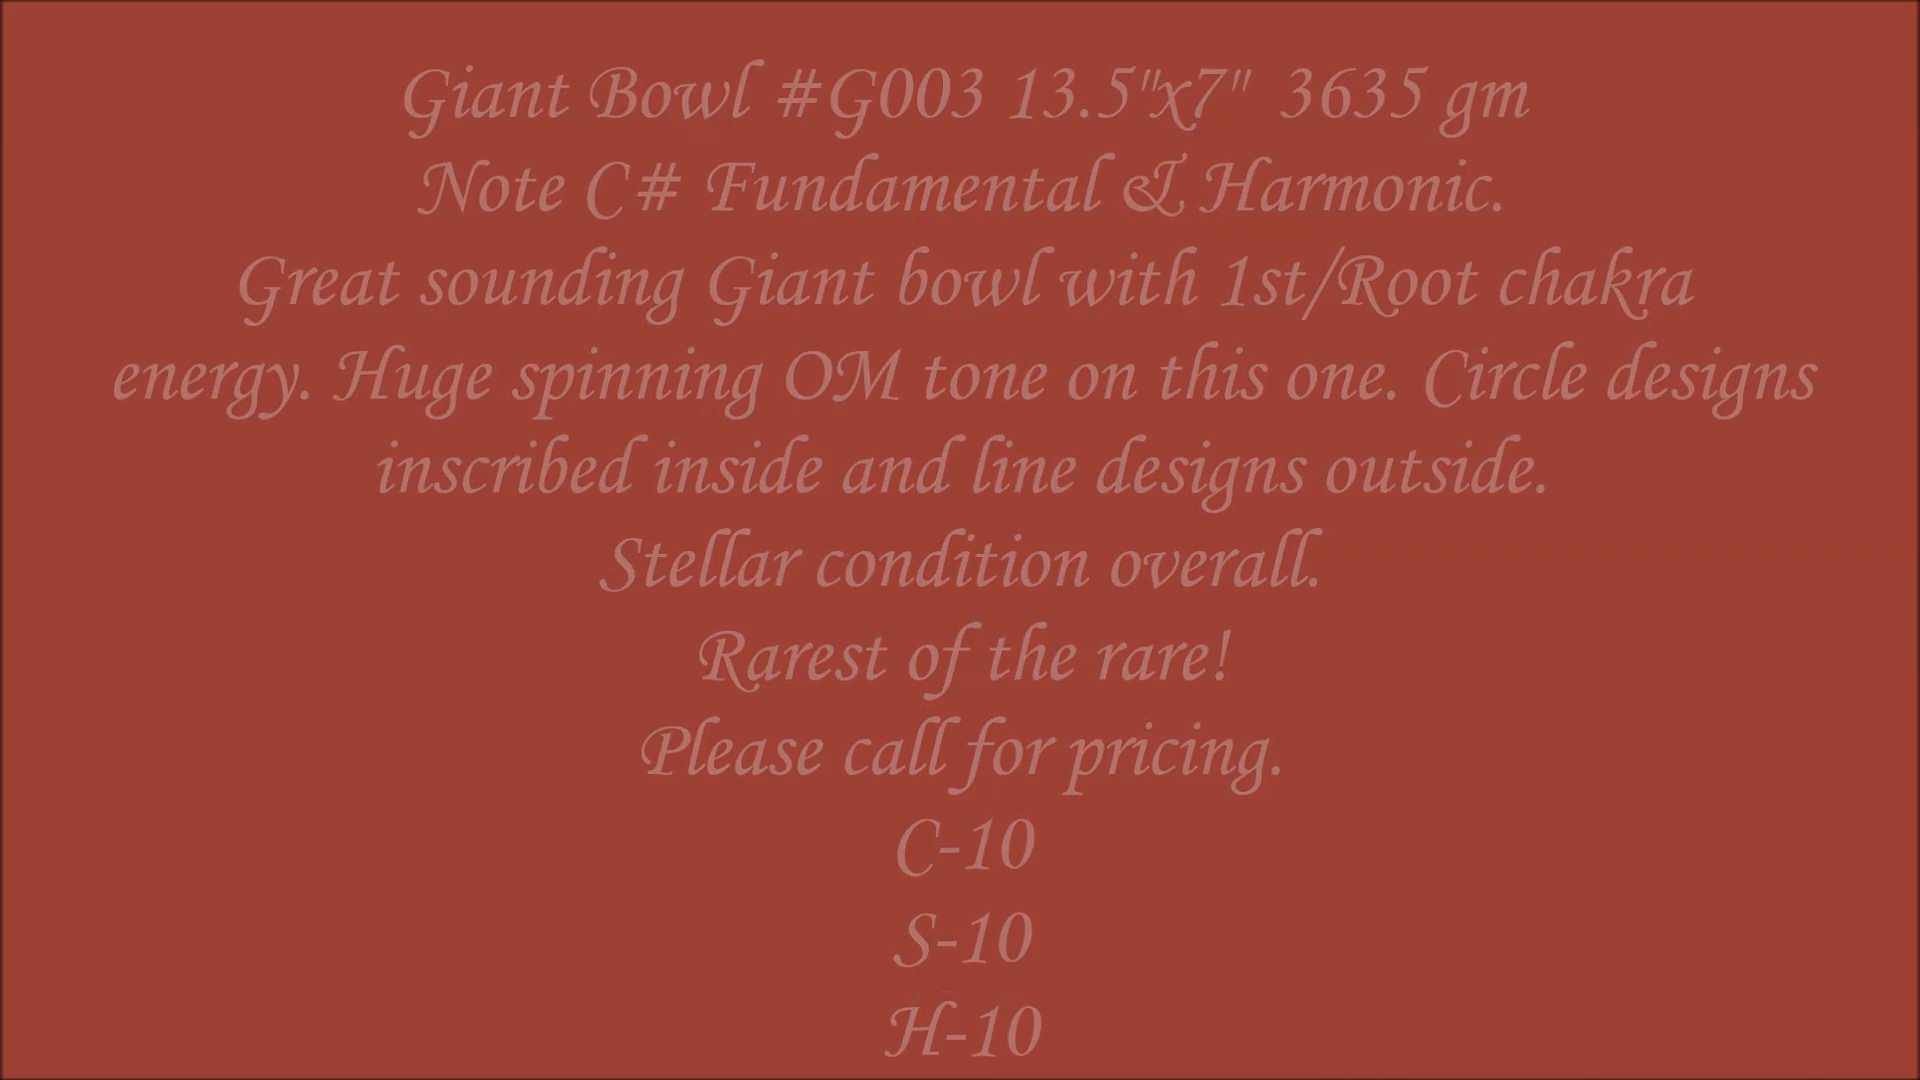 Giant Bowl #G003 13.5"x7" 3635 gm
Note C# Fundamental & Harmonic.
Great sounding Giant bowl with 1st/Root chakra
energy. Huge spinning OM tone on this one. Circle designs
inscribed inside and line designs outside.
Stellar condition overall.
Rarest of the rare!
Please call for pricing.
C-10
S-10
H-10